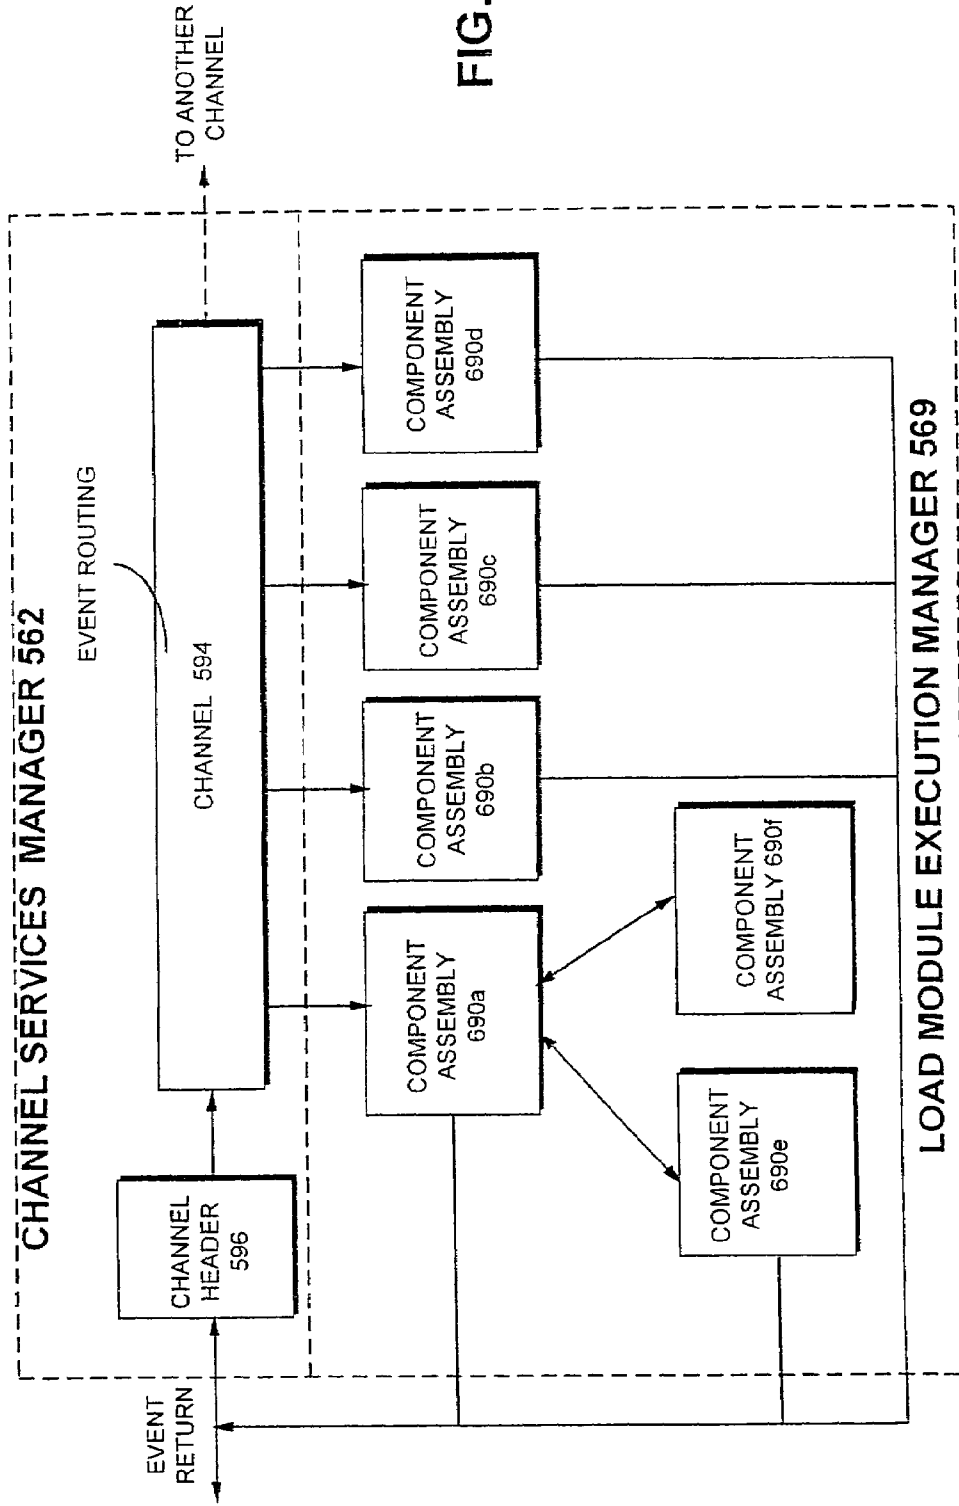 CHANNEL SERVICES MANAGER 562
EVENT ROUTING
TO ANOTHER
CHANNEL
CHANNEL
HEADER
596
CHANNEL 594
EVENT
RETURN
COMPONENT
ASSEMBLY
690a
COMPONENT
ASSEMBLY
690b
COMPONENT
ASSEMBLY
690c
COMPONENT
ASSEMBLY
690d
COMPONENT
ASSEMBLY
690e
COMPONENT
ASSEMBLY 690f
LOAD MODULE EXECUTION MANAGER 569
FIG.